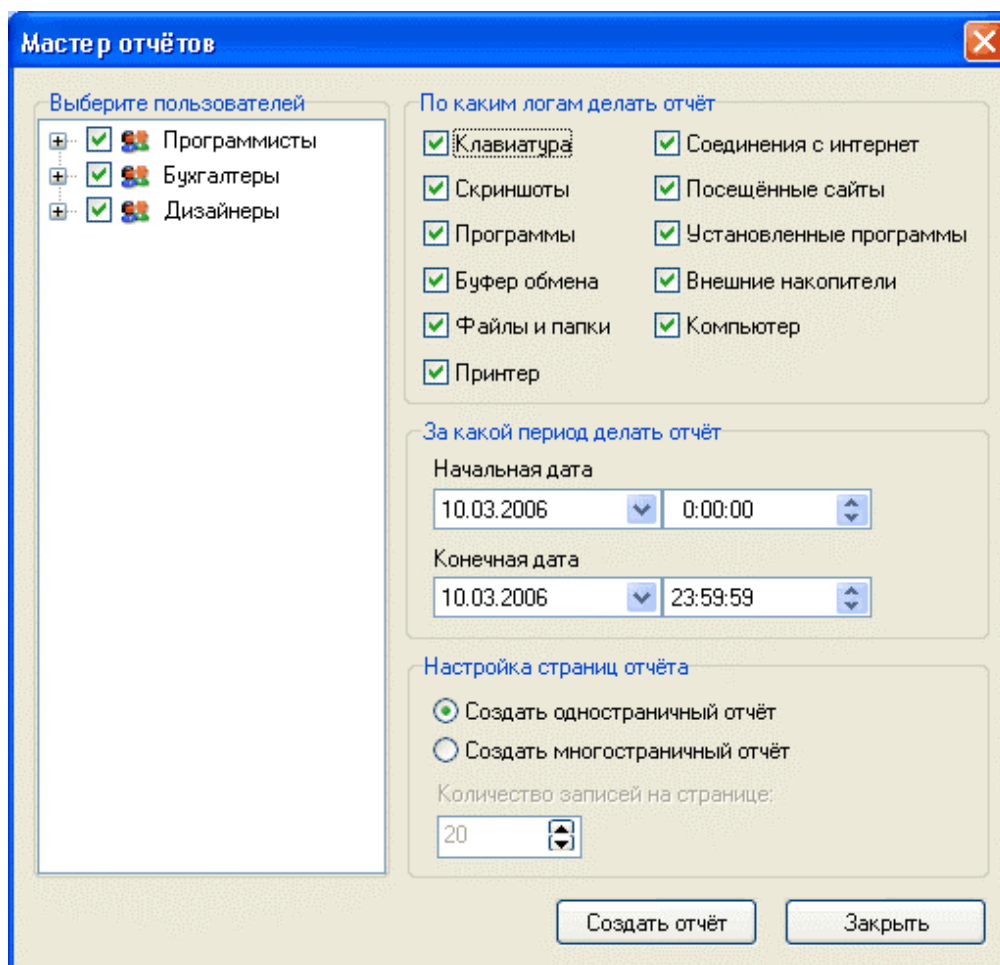 Мастер отчётов
Выберите пользователей
Программисты
Бухгалтеры
Дизайнеры
По каким логам делать отчёт
Клавиатура
Соединения с интернет
Скриншоты
Посещённые сайты
Программы
Установленные программы
Буфер обмена
Внешние накопители
Файлы и папки
Компьютер
Принтер
За какой период делать отчёт
Начальная дата
10.03.2006 0:00:00
Конечная дата
10.03.2006 23:59:59
Настройка страниц отчёта
Создать одностраничный отчёт
Создать многостраничный отчёт
Количество записей на странице:
20
Создать отчёт
Закрыть